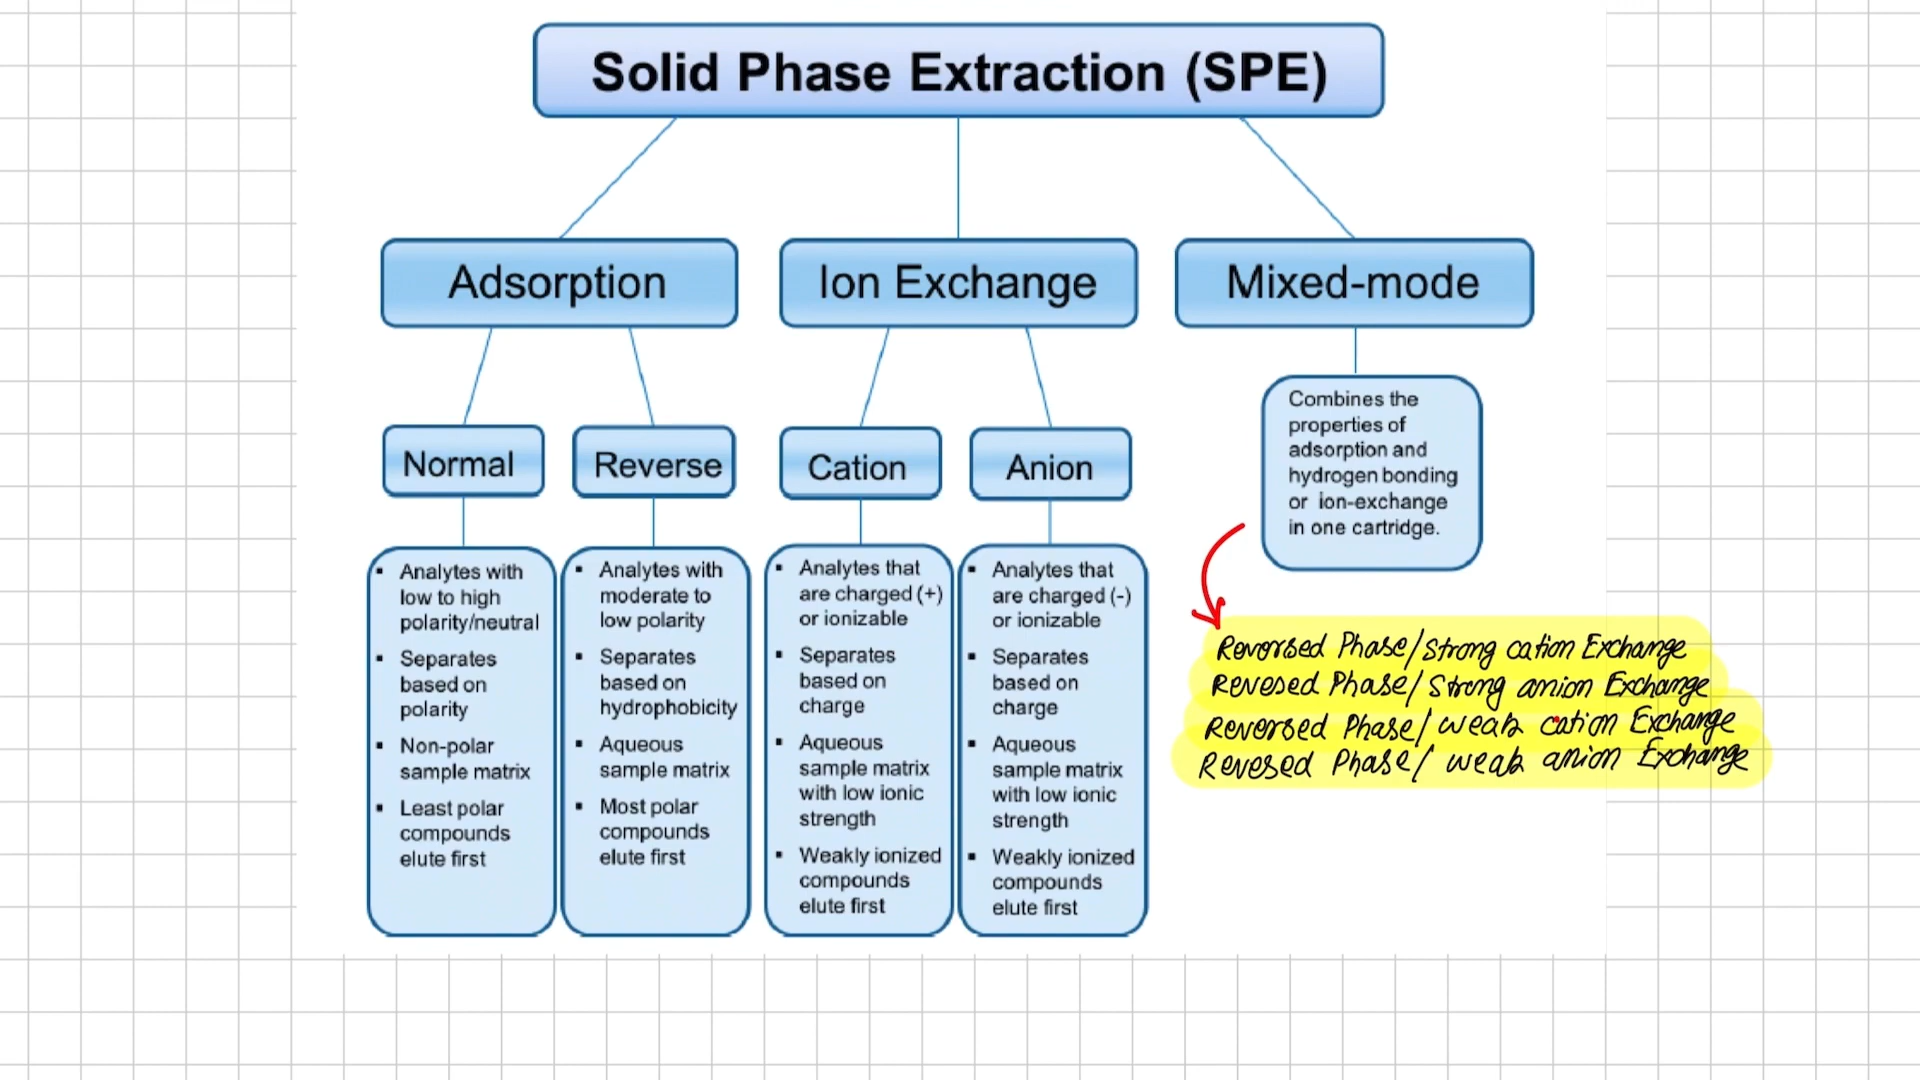 Solid Phase Extraction (SPE)
Adsorption
Ion Exchange
Mixed-mode
Normal
Reverse
Cation
Anion
▪ Analytes with
low to high
polarity/neutral
▪ Separates
based on
polarity
▪ Non-polar
sample matrix
▪ Least polar
compounds
elute first
▪ Analytes with
moderate to
low polarity
▪ Separates
based on
hydrophobicity
▪ Aqueous
sample matrix
▪ Most polar
compounds
elute first
▪ Analytes that
are charged (+)
or ionizable
▪ Separates
based on
charge
▪ Aqueous
sample matrix
with low ionic
strength
▪ Weakly ionized
compounds
elute first
▪ Analytes that
are charged (-)
or ionizable
▪ Separates
based on
charge
▪ Aqueous
sample matrix
with low ionic
strength
▪ Weakly ionized
compounds
elute first
Combines the
properties of
adsorption and
hydrogen bonding
or ion-exchange
in one cartridge.
Reversed Phase/Strong cation Exchange
Revesed Phase/Strong anion Exchange
Reversed Phase/weak cation Exchange
Revesed Phase/weak anion Exchange